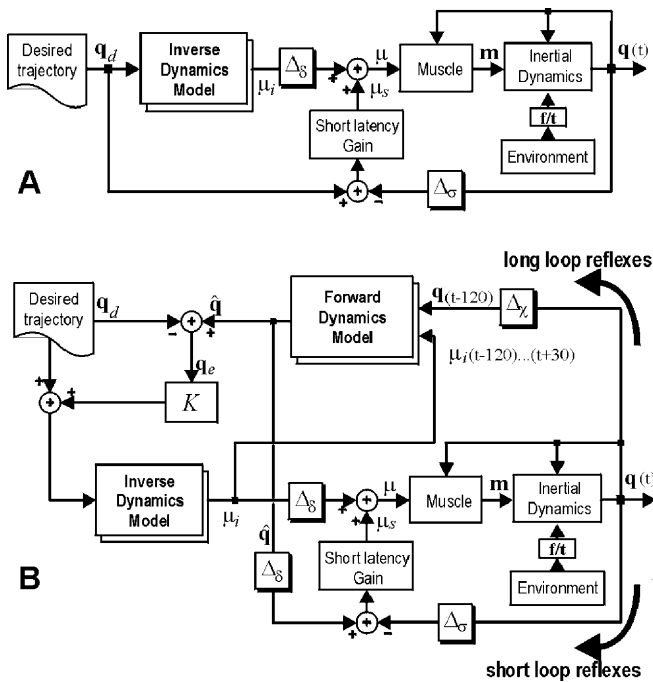 Desired
trajectory
q_d
Inverse
Dynamics
Model
μ_i
Δ_δ
+
+
+
μ
μ_s
Muscle
m
Inertial
Dynamics
q(t)
f/t
Environment
Short latency
Gain
+
+
−
Δ_σ
A
long loop reflexes
Desired
trajectory
q_d
−
+
+
q̂
Forward
Dynamics
Model
q(t-120)
Δ_χ
μ_i(t-120)...(t+30)
q_e
K
+
+
+
Inverse
Dynamics
Model
μ_i
Δ_δ
+
+
+
μ
μ_s
Muscle
m
Inertial
Dynamics
q(t)
f/t
Environment
q̂
Δ_δ
Short latency
Gain
+
+
−
Δ_σ
B
short loop reflexes